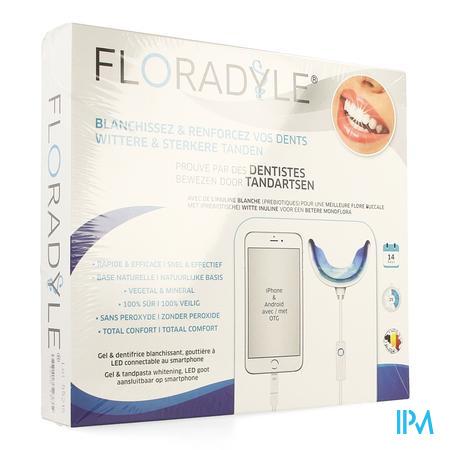 FLORADYLE®
BLANCHISSEZ & RENFORCEZ VOS DENTS
WITTERE & STERKERE TANDEN
PROUVÉ PAR DES DENTISTES
BEWEZEN DOOR TANDARTSEN
AVEC DE L'INULINE BLANCHE (PREBIOTIQUES) POUR UNE MEILLEURE FLORE BUCCALE
MET (PREBIOTISCHE) WITTE INULINE VOOR EEN BETERE MONDFLORA
• RAPIDE & EFFICACE | SNEL & EFFECTIEF
• BASE NATURELLE | NATUURLIJKE BASIS
• VEGETAL & MINERAL
• 100% SÛR | 100% VEILIG
• SANS PEROXYDE | ZONDER PEROXIDE
• TOTAL CONFORT | TOTAAL COMFORT
Gel & dentifrice blanchissant, gouttière à
LED connectable au smartphone
Gel & tandpasta whitening, LED goot
aansluitbaar op smartphone
iPhone
&
Android
avec / met
OTG
14
FLORADYLE®
IPM